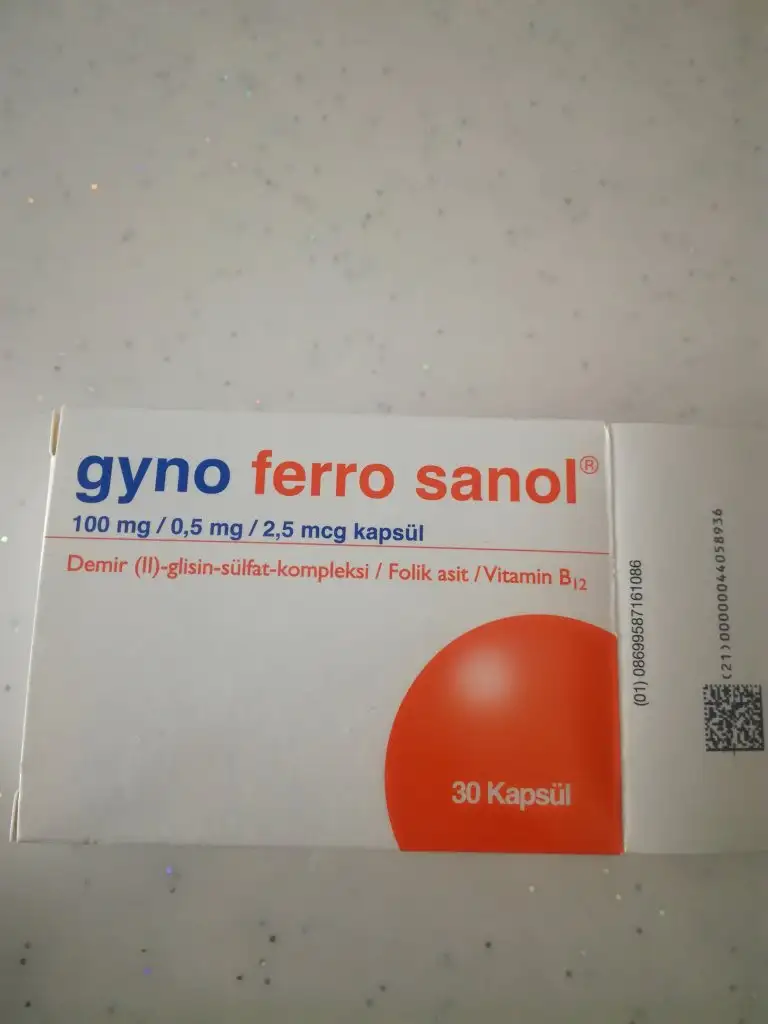 gyno ferro sanol®
100 mg / 0,5 mg / 2,5 mcg kapsül
Demir (II)-glisin-sülfat-kompleksi / Folik asit / Vitamin B₁₂
30 Kapsül
(01) 08699587161086
(21) 00000044058936